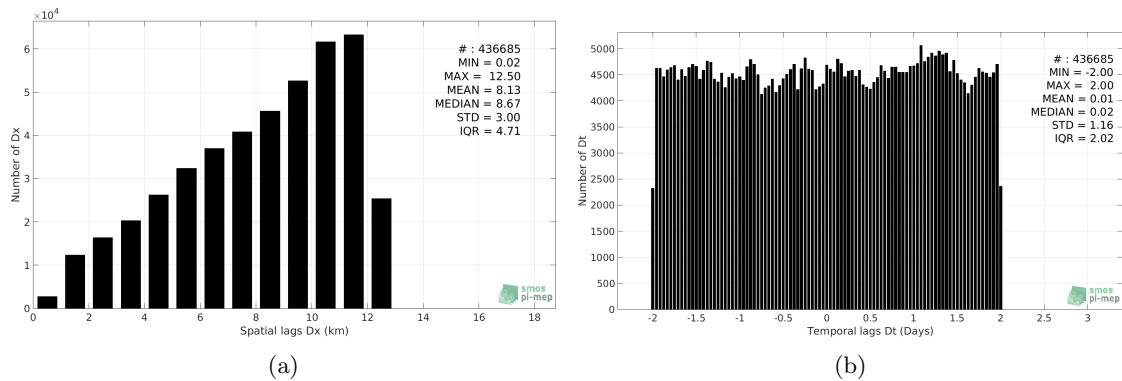 ×10⁴
6
5
4
3
2
1
0
Number of Dx
# : 436685
MIN = 0.02
MAX = 12.50
MEAN = 8.13
MEDIAN = 8.67
STD = 3.00
IQR = 4.71
smos
pi-mep
0 2 4 6 8 10 12 14 16 18
Spatial lags Dx (km)
(a)
5000
4500
4000
3500
3000
2500
2000
1500
1000
500
0
Number of Dt
# : 436685
MIN = -2.00
MAX = 2.00
MEAN = 0.01
MEDIAN = 0.02
STD = 1.16
IQR = 2.02
smos
pi-mep
-2 -1.5 -1 -0.5 0 0.5 1 1.5 2 2.5 3
Temporal lags Dt (Days)
(b)